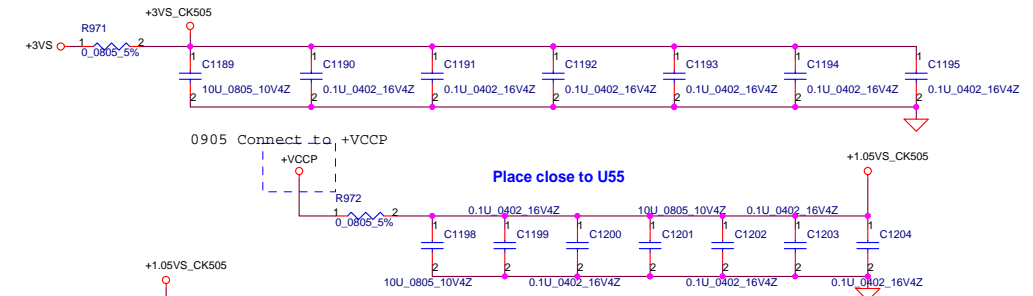 +3VS_CK505
R971
+3VS
1
2
0_0805_5%
1
1
1
1
1
1
1
C1189
C1190
C1191
C1192
C1193
C1194
C1195
10U_0805_10V4Z
0.1U_0402_16V4Z
0.1U_0402_16V4Z
0.1U_0402_16V4Z
0.1U_0402_16V4Z
0.1U_0402_16V4Z
0.1U_0402_16V4Z
2
2
2
2
2
2
2
0905 Connect to +VCCP
+VCCP
+1.05VS_CK505
Place close to U55
R972
1
2
0_0805_5%
0.1U_0402_16V4Z
10U_0805_10V4Z
0.1U_0402_16V4Z
1
1
1
1
1
1
1
C1198
C1199
C1200
C1201
C1202
C1203
C1204
2
2
2
2
2
2
2
10U_0805_10V4Z
0.1U_0402_16V4Z
0.1U_0402_16V4Z
0.1U_0402_16V4Z
+1.05VS_CK505